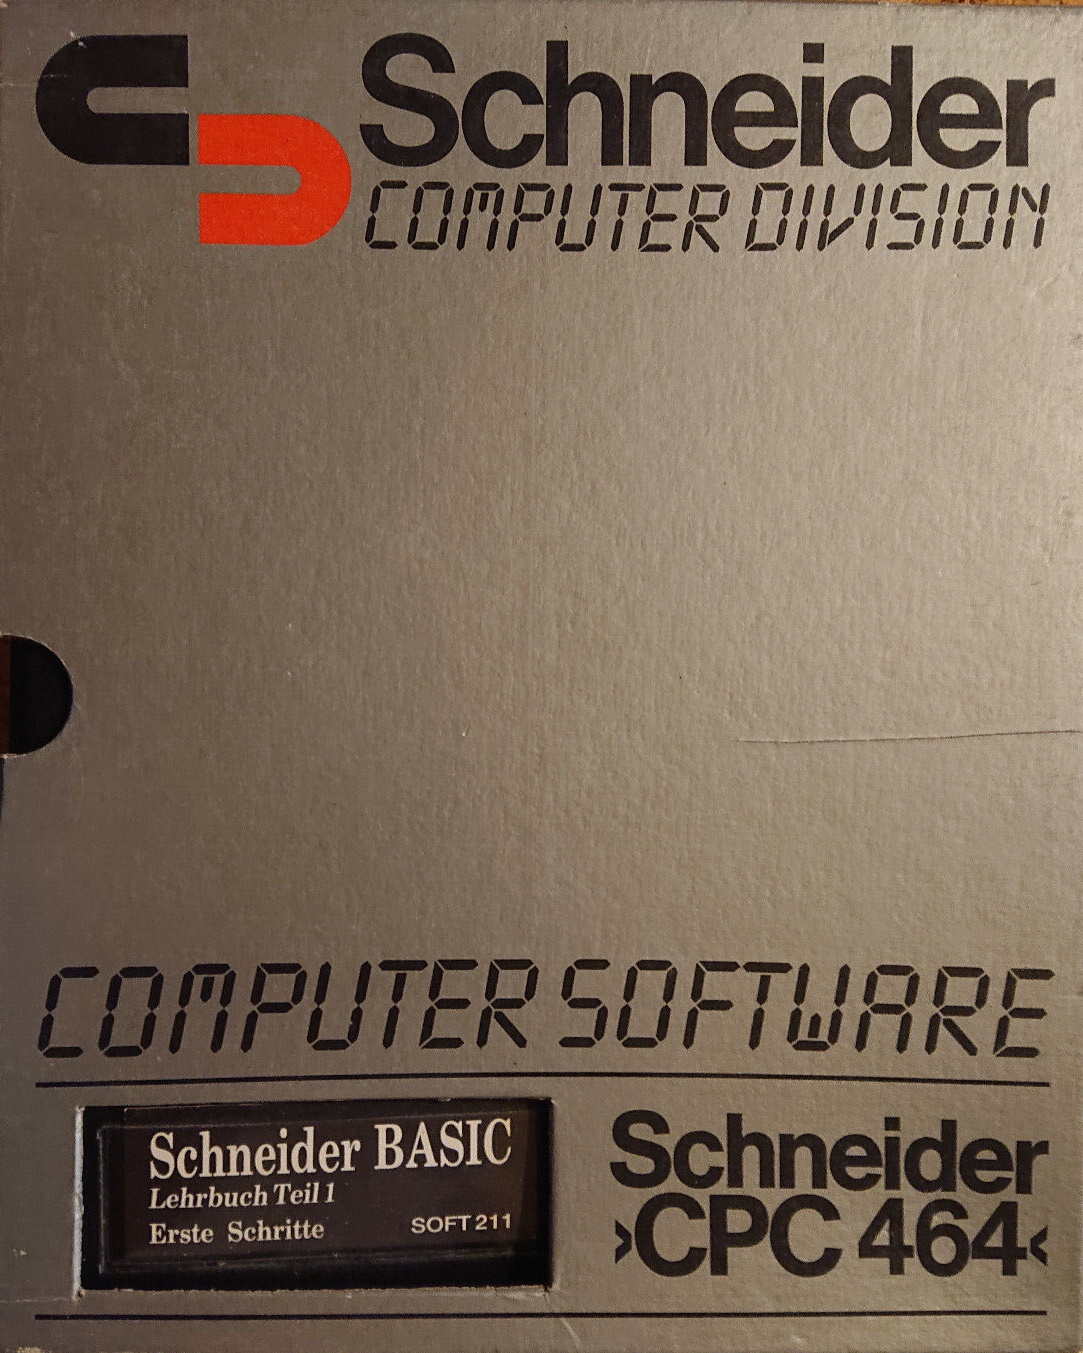 Schneider
COMPUTER DIVISION
COMPUTER SOFTWARE
Schneider BASIC
Lehrbuch Teil 1
Erste Schritte
SOFT 211
Schneider
›CPC 464‹